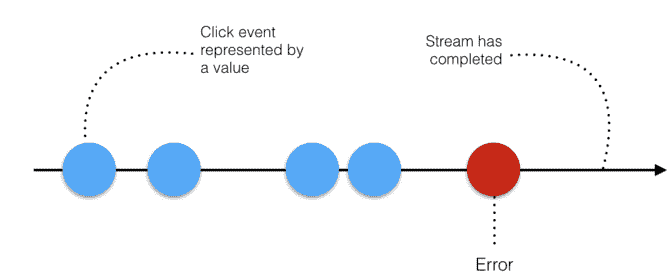 Click event
represented by
a value
Stream has
completed
Error